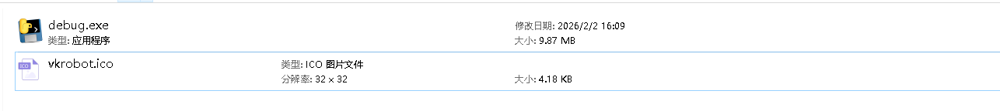 debug.exe
修改日期: 2026/2/2 16:09
类型: 应用程序
大小: 9.87 MB
vkrobot.ico
类型: ICO 图片文件
分辨率: 32 x 32
大小: 4.18 KB
ICO